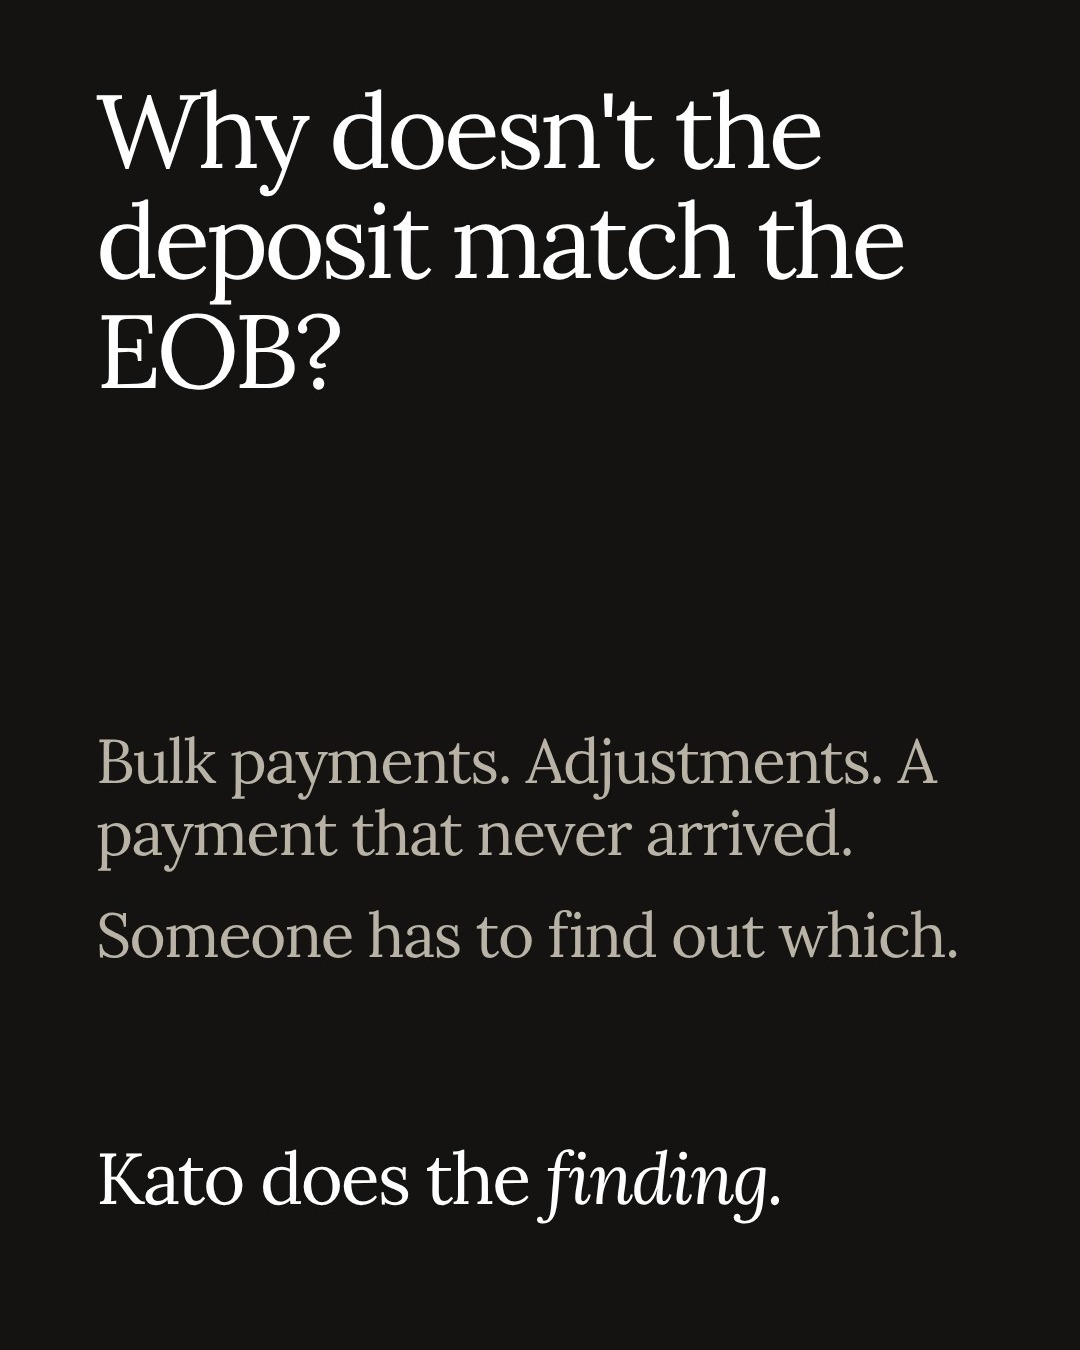 Why doesn't the
deposit match the
EOB?
Bulk payments. Adjustments. A
payment that never arrived.
Someone has to find out which.
Kato does the finding.